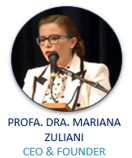 PROFA. DRA. MARIANA
ZULIANI
CEO & FOUNDER